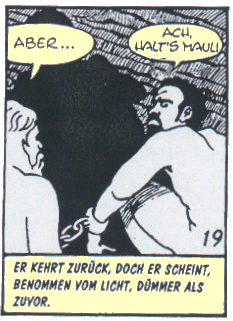 ABER...
ACH,
HALT'S MAUL!
19
ER KEHRT ZURÜCK, DOCH ER SCHEINT,
BENOMMEN VOM LICHT, DÜMMER ALS
ZUVOR.